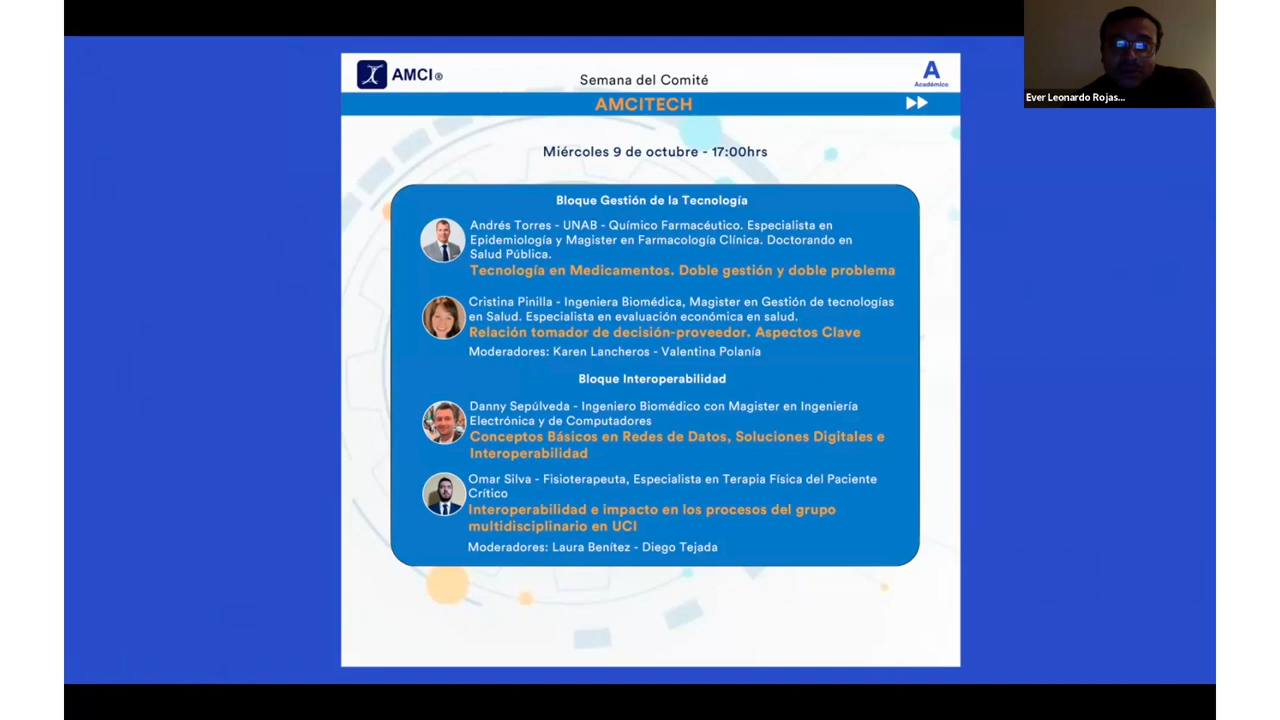 AMCI®
Semana del Comité
A
Académico
AMCITECH
Ever Leonardo Rojas...
Miércoles 9 de octubre - 17:00hrs
Bloque Gestión de la Tecnología
Andrés Torres - UNAB - Químico Farmacéutico. Especialista en
Epidemiología y Magister en Farmacología Clínica. Doctorando en
Salud Pública.
Tecnología en Medicamentos. Doble gestión y doble problema
Cristina Pinilla - Ingeniera Biomédica, Magister en Gestión de tecnologías
en Salud. Especialista en evaluación económica en salud.
Relación tomador de decisión-proveedor. Aspectos Clave
Moderadores: Karen Lancheros - Valentina Polanía
Bloque Interoperabilidad
Danny Sepúlveda - Ingeniero Biomédico con Magister en Ingeniería
Electrónica y de Computadores
Conceptos Básicos en Redes de Datos, Soluciones Digitales e
Interoperabilidad
Omar Silva - Fisioterapeuta, Especialista en Terapia Física del Paciente
Crítico
Interoperabilidad e impacto en los procesos del grupo
multidisciplinario en UCI
Moderadores: Laura Benítez - Diego Tejada